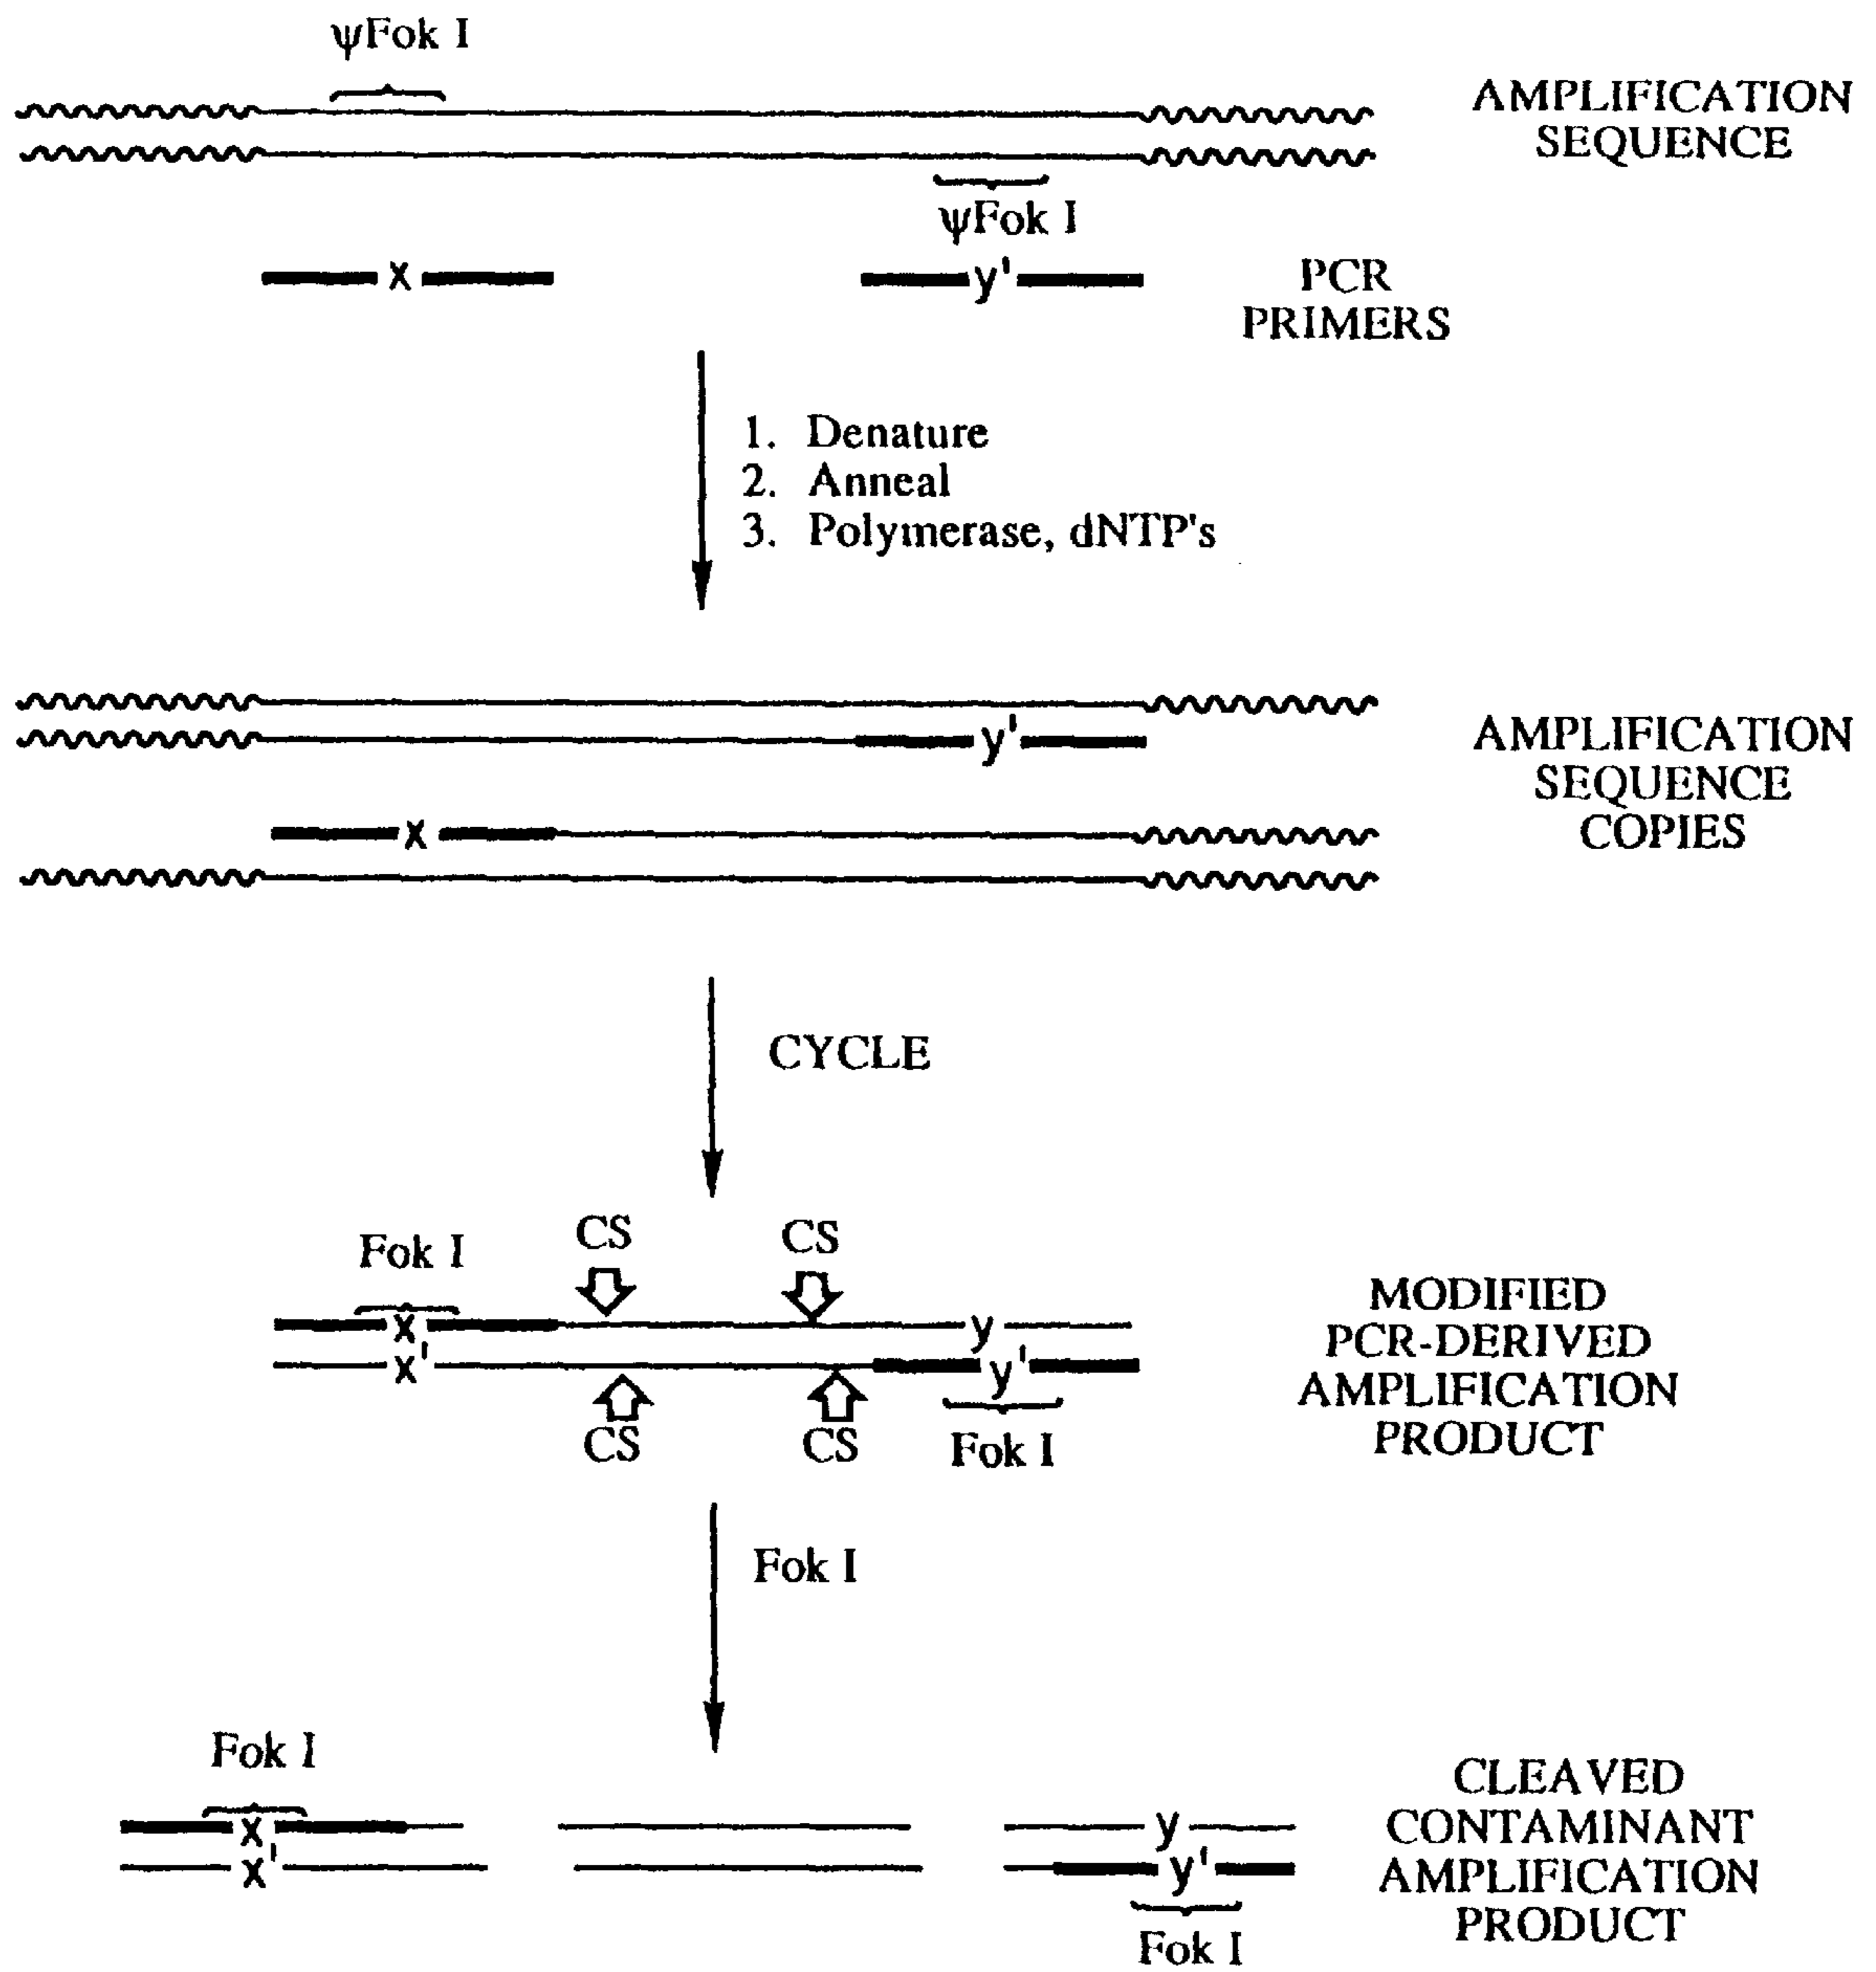 ψFok I
AMPLIFICATION
SEQUENCE
ψFok I
x
y'
PCR
PRIMERS
1. Denature
2. Anneal
3. Polymerase, dNTP's
y'
AMPLIFICATION
SEQUENCE
COPIES
x
CYCLE
Fok I
CS
CS
x
y
x'
y'
CS
CS
Fok I
MODIFIED
PCR-DERIVED
AMPLIFICATION
PRODUCT
Fok I
Fok I
x
y
x'
y'
Fok I
CLEAVED
CONTAMINANT
AMPLIFICATION
PRODUCT